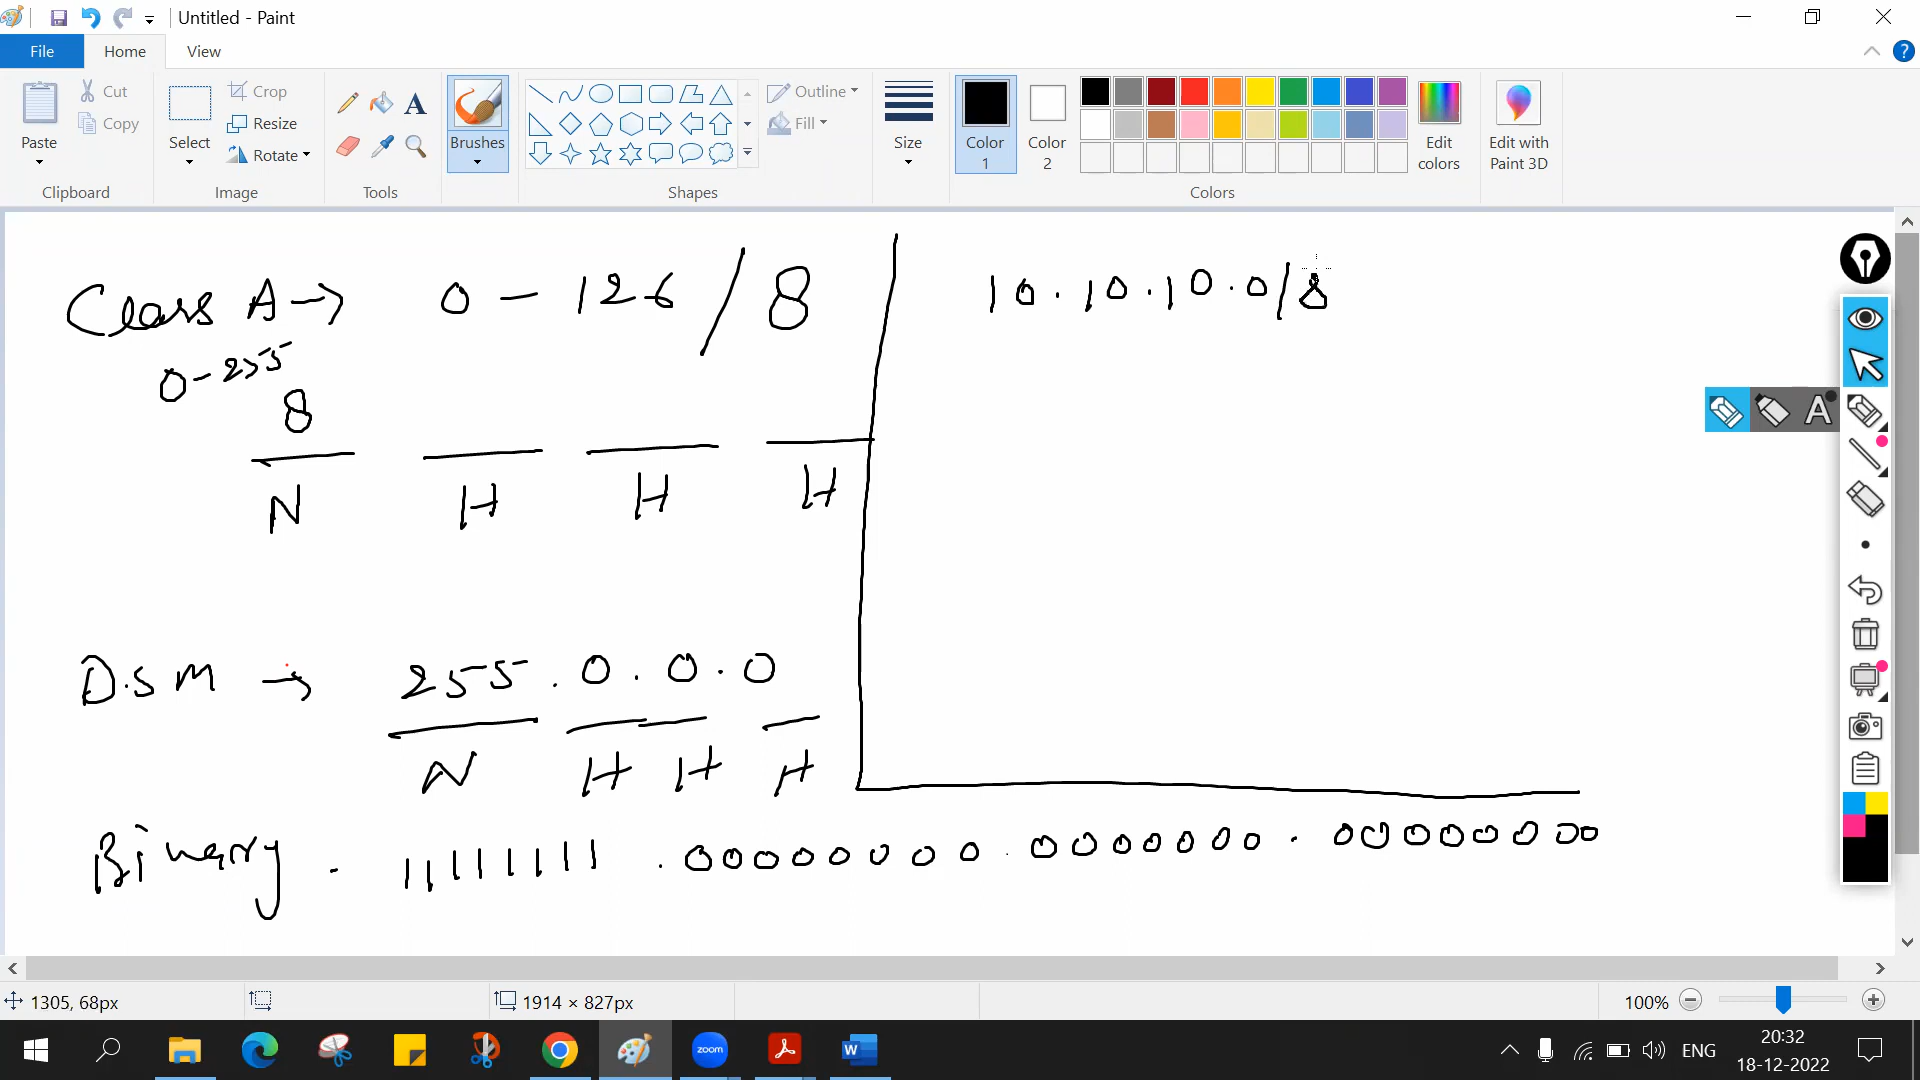 Untitled - Paint
File Home View
Paste
Cut
Copy
Clipboard
Select
Crop
Resize
Rotate
Image
Tools
Brushes
Outline
Fill
Shapes
Size
Color 1
Color 2
Edit colors
Colors
Edit with Paint 3D
A
Class A → 0 - 126 / 8
10.10.10.0/8
0-255
8
N H H H
D.S M → 255.0.0.0
N H H H
Binary . 11111111 . 00000000 . 0000000 . 00000000
1305, 68px
1914 × 827px
100%
zoom
W
ENG
20:32
18-12-2022